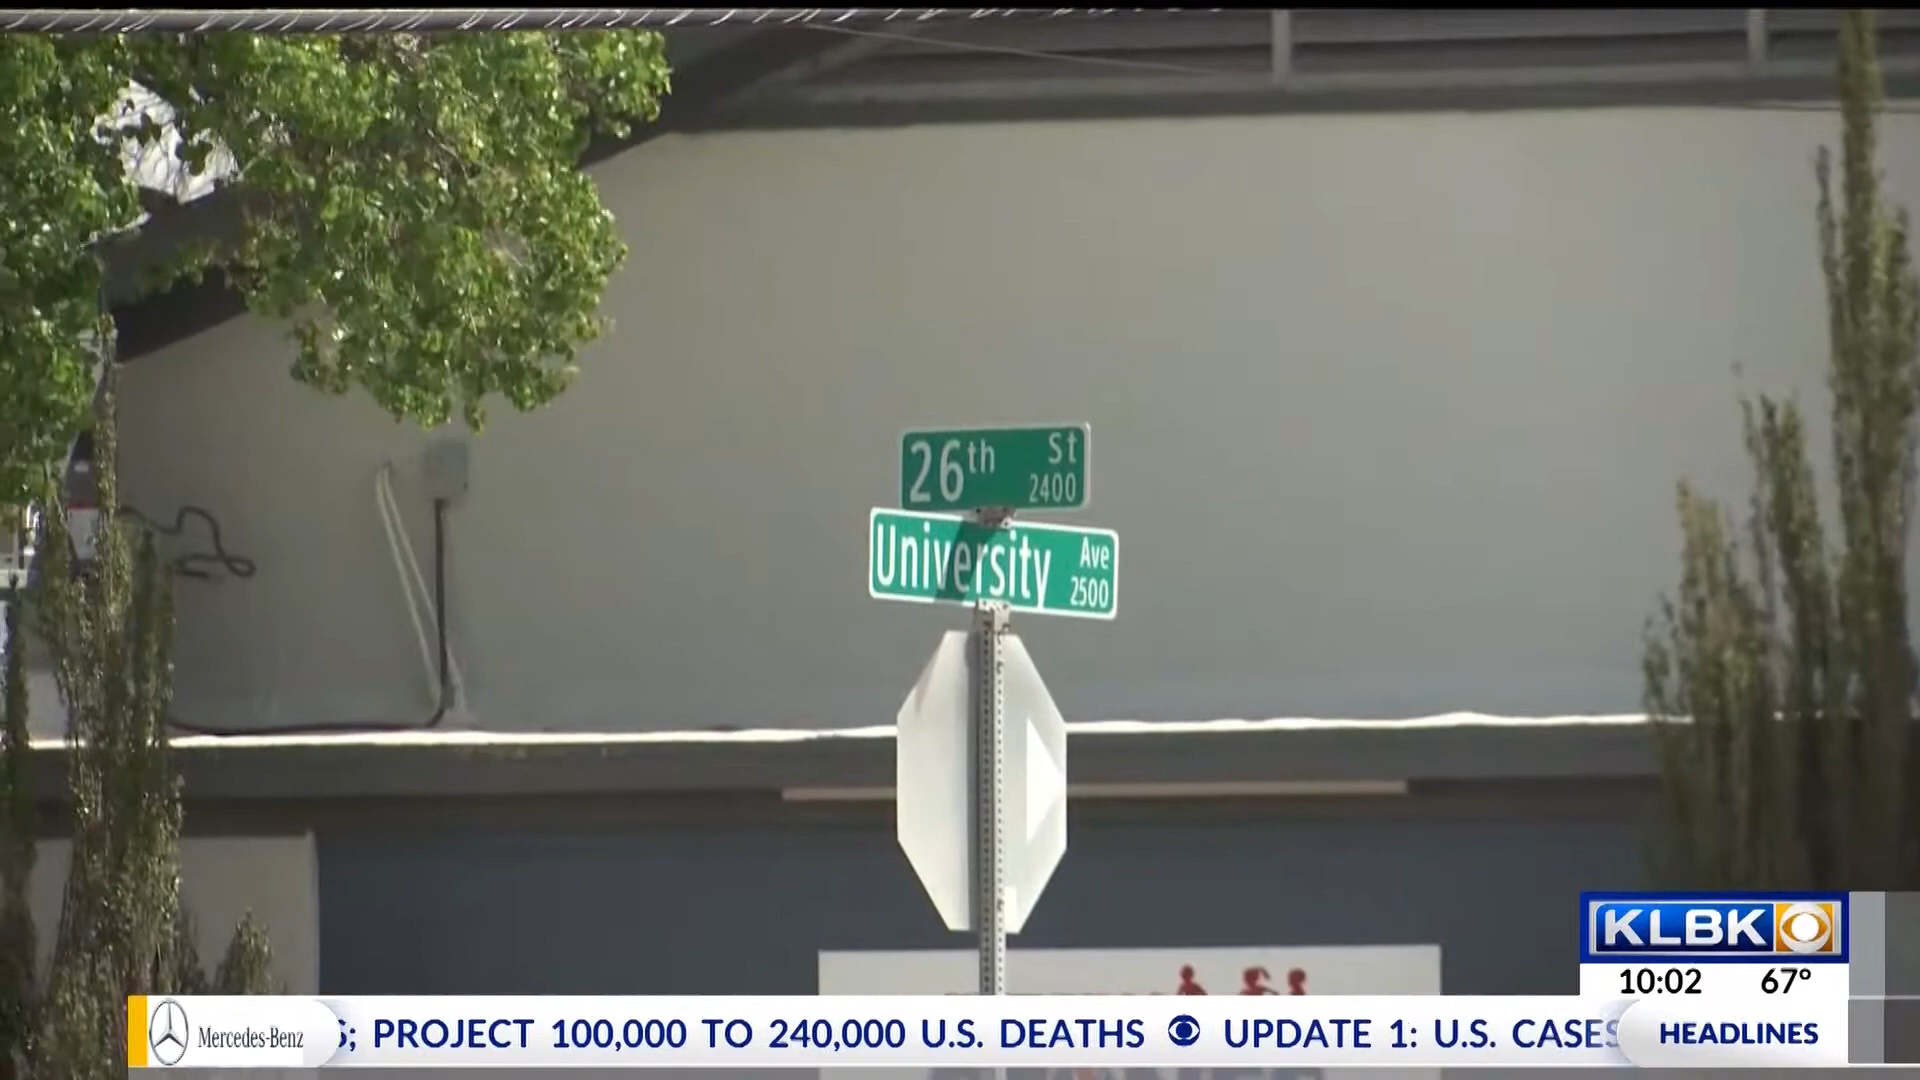 26th St
2400
University Ave
2500
KLBK
10:02 67°
Mercedes-Benz
S; PROJECT 100,000 TO 240,000 U.S. DEATHS UPDATE 1: U.S. CASES
HEADLINES